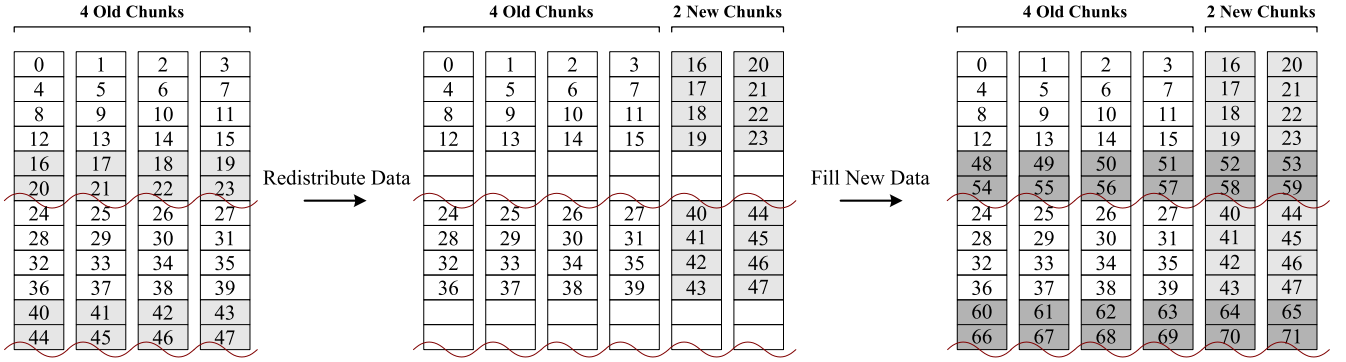 4 Old Chunks 4 Old Chunks 2 New Chunks 4 Old Chunks 2 New Chunks
0 1 2 3 0 1 2 3 16 20 0 1 2 3 16 20
4 5 6 7 4 5 6 7 17 21 4 5 6 7 17 21
8 9 10 11 8 9 10 11 18 22 8 9 10 11 18 22
12 13 14 15 12 13 14 15 19 23 12 13 14 15 19 23
16 17 18 19 48 49 50 51 52 53
Redistribute Data Fill New Data
20 21 22 23 54 55 56 57 58 59
24 25 26 27 24 25 26 27 40 44 24 25 26 27 40 44
28 29 30 31 28 29 30 31 41 45 28 29 30 31 41 45
32 33 34 35 32 33 34 35 42 46 32 33 34 35 42 46
36 37 38 39 36 37 38 39 43 47 36 37 38 39 43 47
40 41 42 43 60 61 62 63 64 65
44 45 46 47 66 67 68 69 70 71